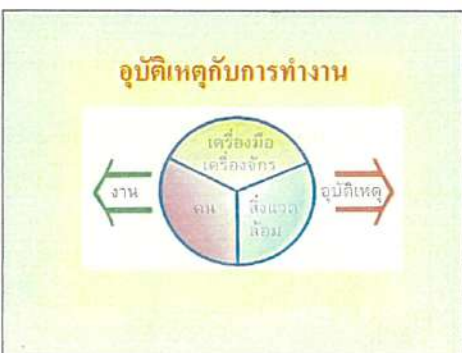 อุบัติเหตุกับการทำงาน
เครื่องมือ
เครื่องจักร
งาน
คน
สิ่งแวด
ล้อม
อุบัติเหตุ